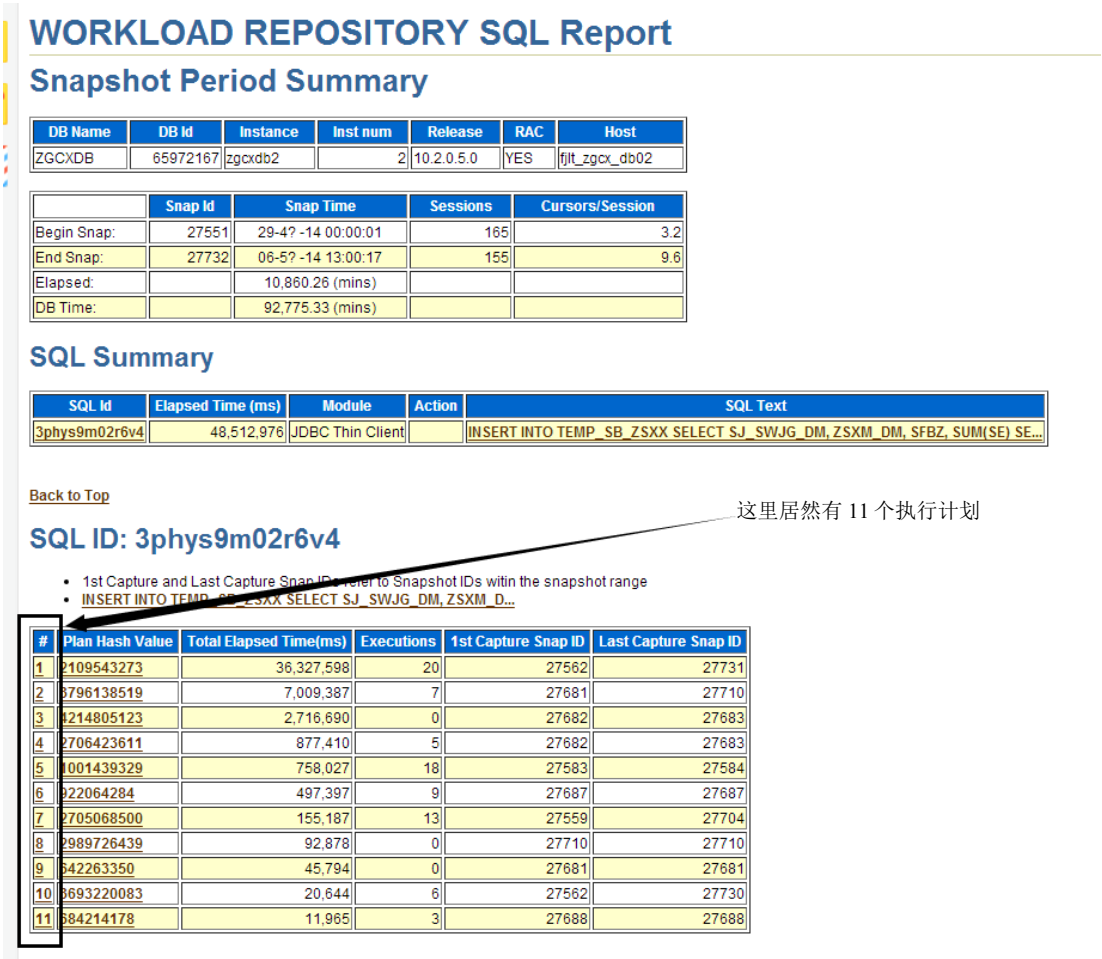 WORKLOAD REPOSITORY SQL Report
Snapshot Period Summary
DB Name DB Id Instance Inst num Release RAC Host
ZGCXDB 65972167 zgcxdb2 2 10.2.0.5.0 YES fjlt_zgcx_db02
Snap Id Snap Time Sessions Cursors/Session
Begin Snap: 27551 29-4? -14 00:00:01 165 3.2
End Snap: 27732 06-5? -14 13:00:17 155 9.6
Elapsed: 10,860.26 (mins)
DB Time: 92,775.33 (mins)
SQL Summary
SQL Id Elapsed Time (ms) Module Action SQL Text
3phys9m02r6v4 48,512,976 JDBC Thin Client INSERT INTO TEMP_SB_ZSXX SELECT SJ_SWJG_DM, ZSXM_DM, SFBZ, SUM(SE) SE...
Back to Top
这里居然有 11 个执行计划
SQL ID: 3phys9m02r6v4
• 1st Capture and Last Capture Snap IDs refer to Snapshot IDs witin the snapshot range
• INSERT INTO TEMP_SB_ZSXX SELECT SJ_SWJG_DM, ZSXM_D...
# Plan Hash Value Total Elapsed Time(ms) Executions 1st Capture Snap ID Last Capture Snap ID
1 2109543273 36,327,598 20 27562 27731
2 3796138519 7,009,387 7 27681 27710
3 4214805123 2,716,690 0 27682 27683
4 2706423611 877,410 5 27682 27683
5 1001439329 758,027 18 27583 27584
6 922064284 497,397 9 27687 27687
7 2705068500 155,187 13 27559 27704
8 2989726439 92,878 0 27710 27710
9 642263350 45,794 0 27681 27681
10 3693220083 20,644 6 27562 27730
11 684214178 11,965 3 27688 27688